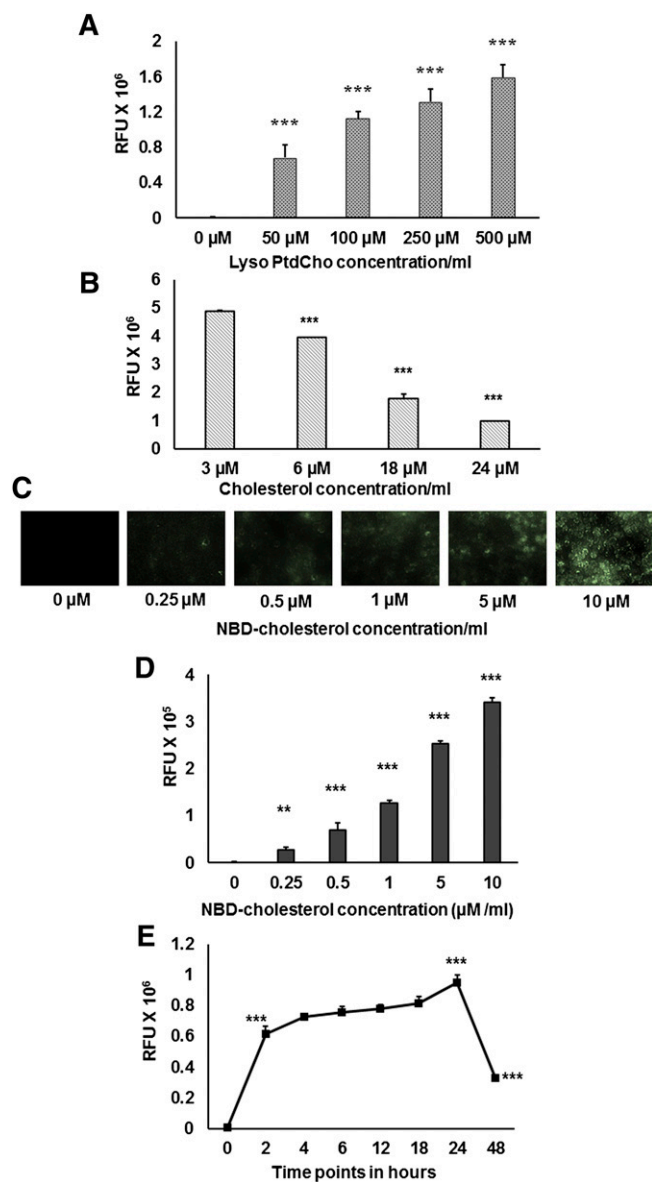 A
RFU X 10⁶
2
1.6
1.2
0.8
0.4
0
***
***
***
***
0 µM 50 µM 100 µM 250 µM 500 µM
Lyso PtdCho concentration/ml
B
RFU X 10⁶
6
5
4
3
2
1
0
***
***
***
3 µM 6 µM 18 µM 24 µM
Cholesterol concentration/ml
C
0 µM 0.25 µM 0.5 µM 1 µM 5 µM 10 µM
NBD-cholesterol concentration/ml
D
RFU X 10⁵
4
3
2
1
0
**
***
***
***
***
0 0.25 0.5 1 5 10
NBD-cholesterol concentration (µM /ml)
E
RFU X 10⁶
1.2
1
0.8
0.6
0.4
0.2
0
***
***
***
0 2 4 6 12 18 24 48
Time points in hours